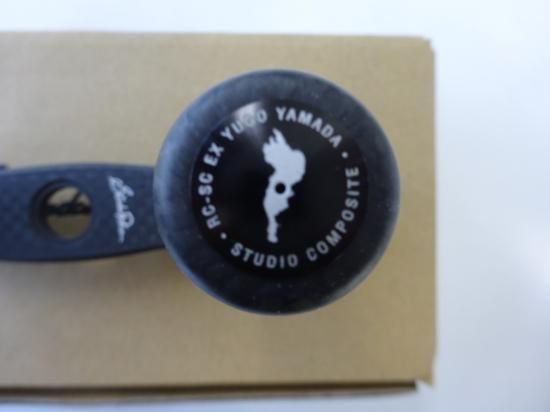 RC-SC EX YUGO YAMADA •
STUDIO COMPOSITE •